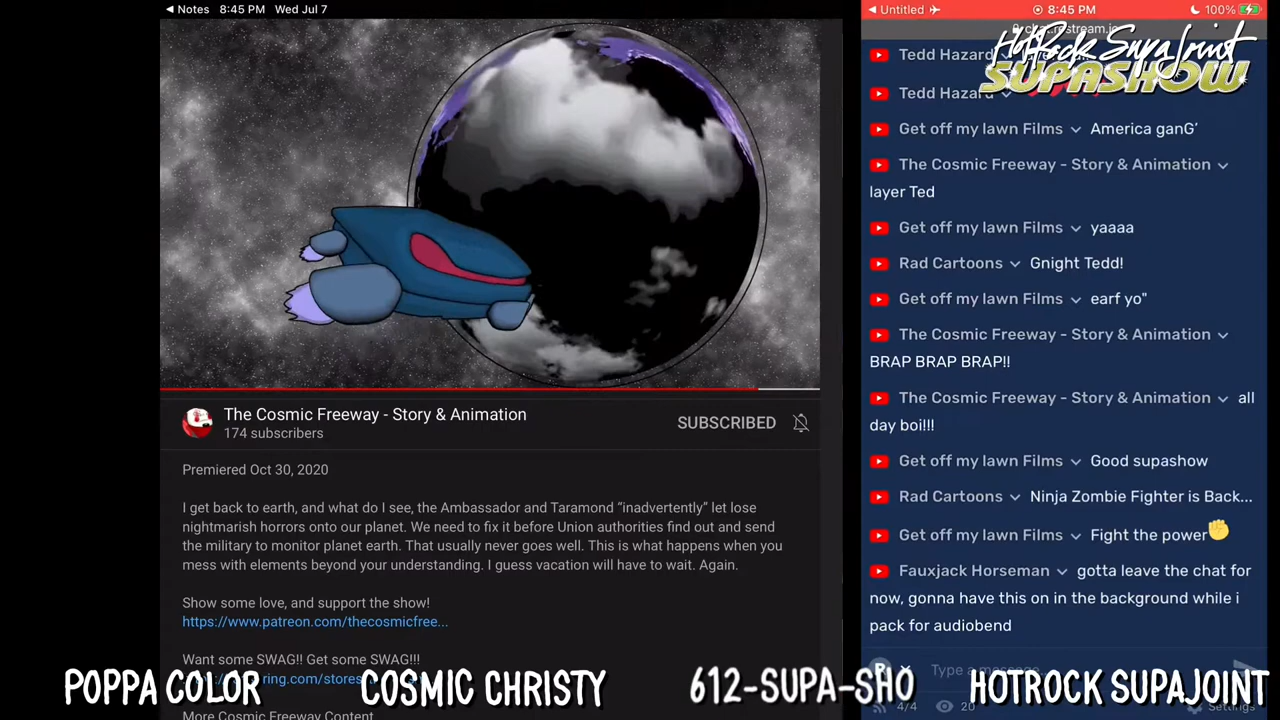 Notes 8:45 PM Wed Jul 7
Untitled 8:45 PM 100%
HotRock SupaJoint
SUPASHOW
Tedd Hazard
Tedd Hazard
Get off my lawn Films America ganG’
The Cosmic Freeway - Story & Animation
layer Ted
Get off my lawn Films yaaaa
Rad Cartoons Gnight Tedd!
Get off my lawn Films earf yo"
The Cosmic Freeway - Story & Animation
BRAP BRAP BRAP!!
The Cosmic Freeway - Story & Animation all
day boi!!!
Get off my lawn Films Good supashow
Rad Cartoons Ninja Zombie Fighter is Back...
Get off my lawn Films Fight the power✊
Fauxjack Horseman gotta leave the chat for
now, gonna have this on in the background while i
pack for audiobend
Type a message
4/4 20 Settings
The Cosmic Freeway - Story & Animation
174 subscribers
SUBSCRIBED
Premiered Oct 30, 2020
I get back to earth, and what do I see, the Ambassador and Taramond “inadvertently” let lose
nightmarish horrors onto our planet. We need to fix it before Union authorities find out and send
the military to monitor planet earth. That usually never goes well. This is what happens when you
mess with elements beyond your understanding. I guess vacation will have to wait. Again.
Show some love, and support the show!
https://www.patreon.com/thecosmicfree...
Want some SWAG!! Get some SWAG!!!
More Cosmic Freeway Content
POPPA COLOR COSMIC CHRISTY 612-SUPA-SHO HOTROCK SUPAJOINT